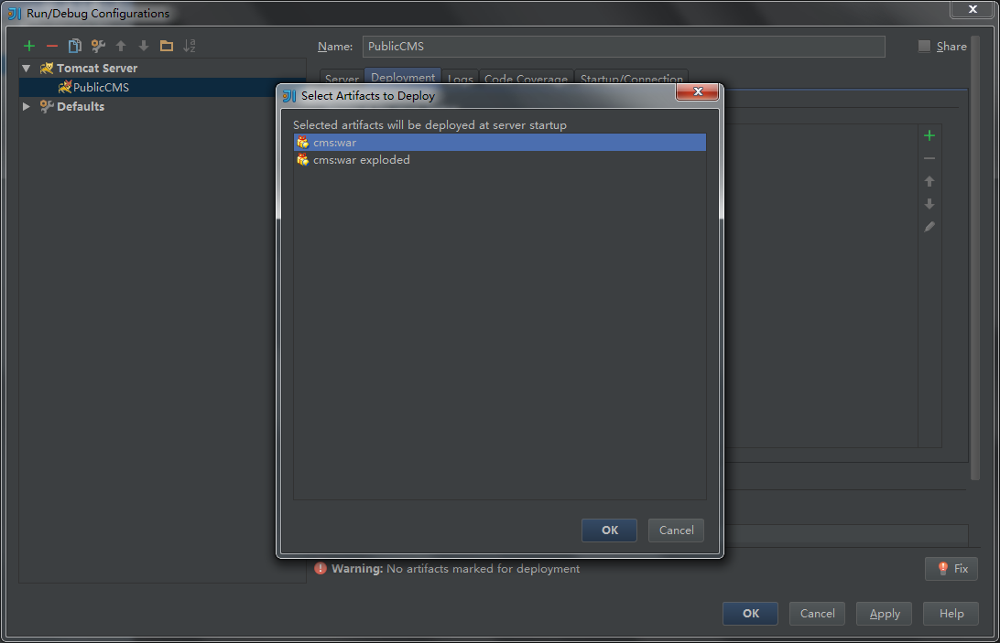 Run/Debug Configurations
Name: PublicCMS Share
Tomcat Server
PublicCMS
Defaults
Server Deployment Logs Code Coverage Startup/Connection
Select Artifacts to Deploy
Selected artifacts will be deployed at server startup
cms:war
cms:war exploded
OK Cancel
Warning: No artifacts marked for deployment Fix
OK Cancel Apply Help